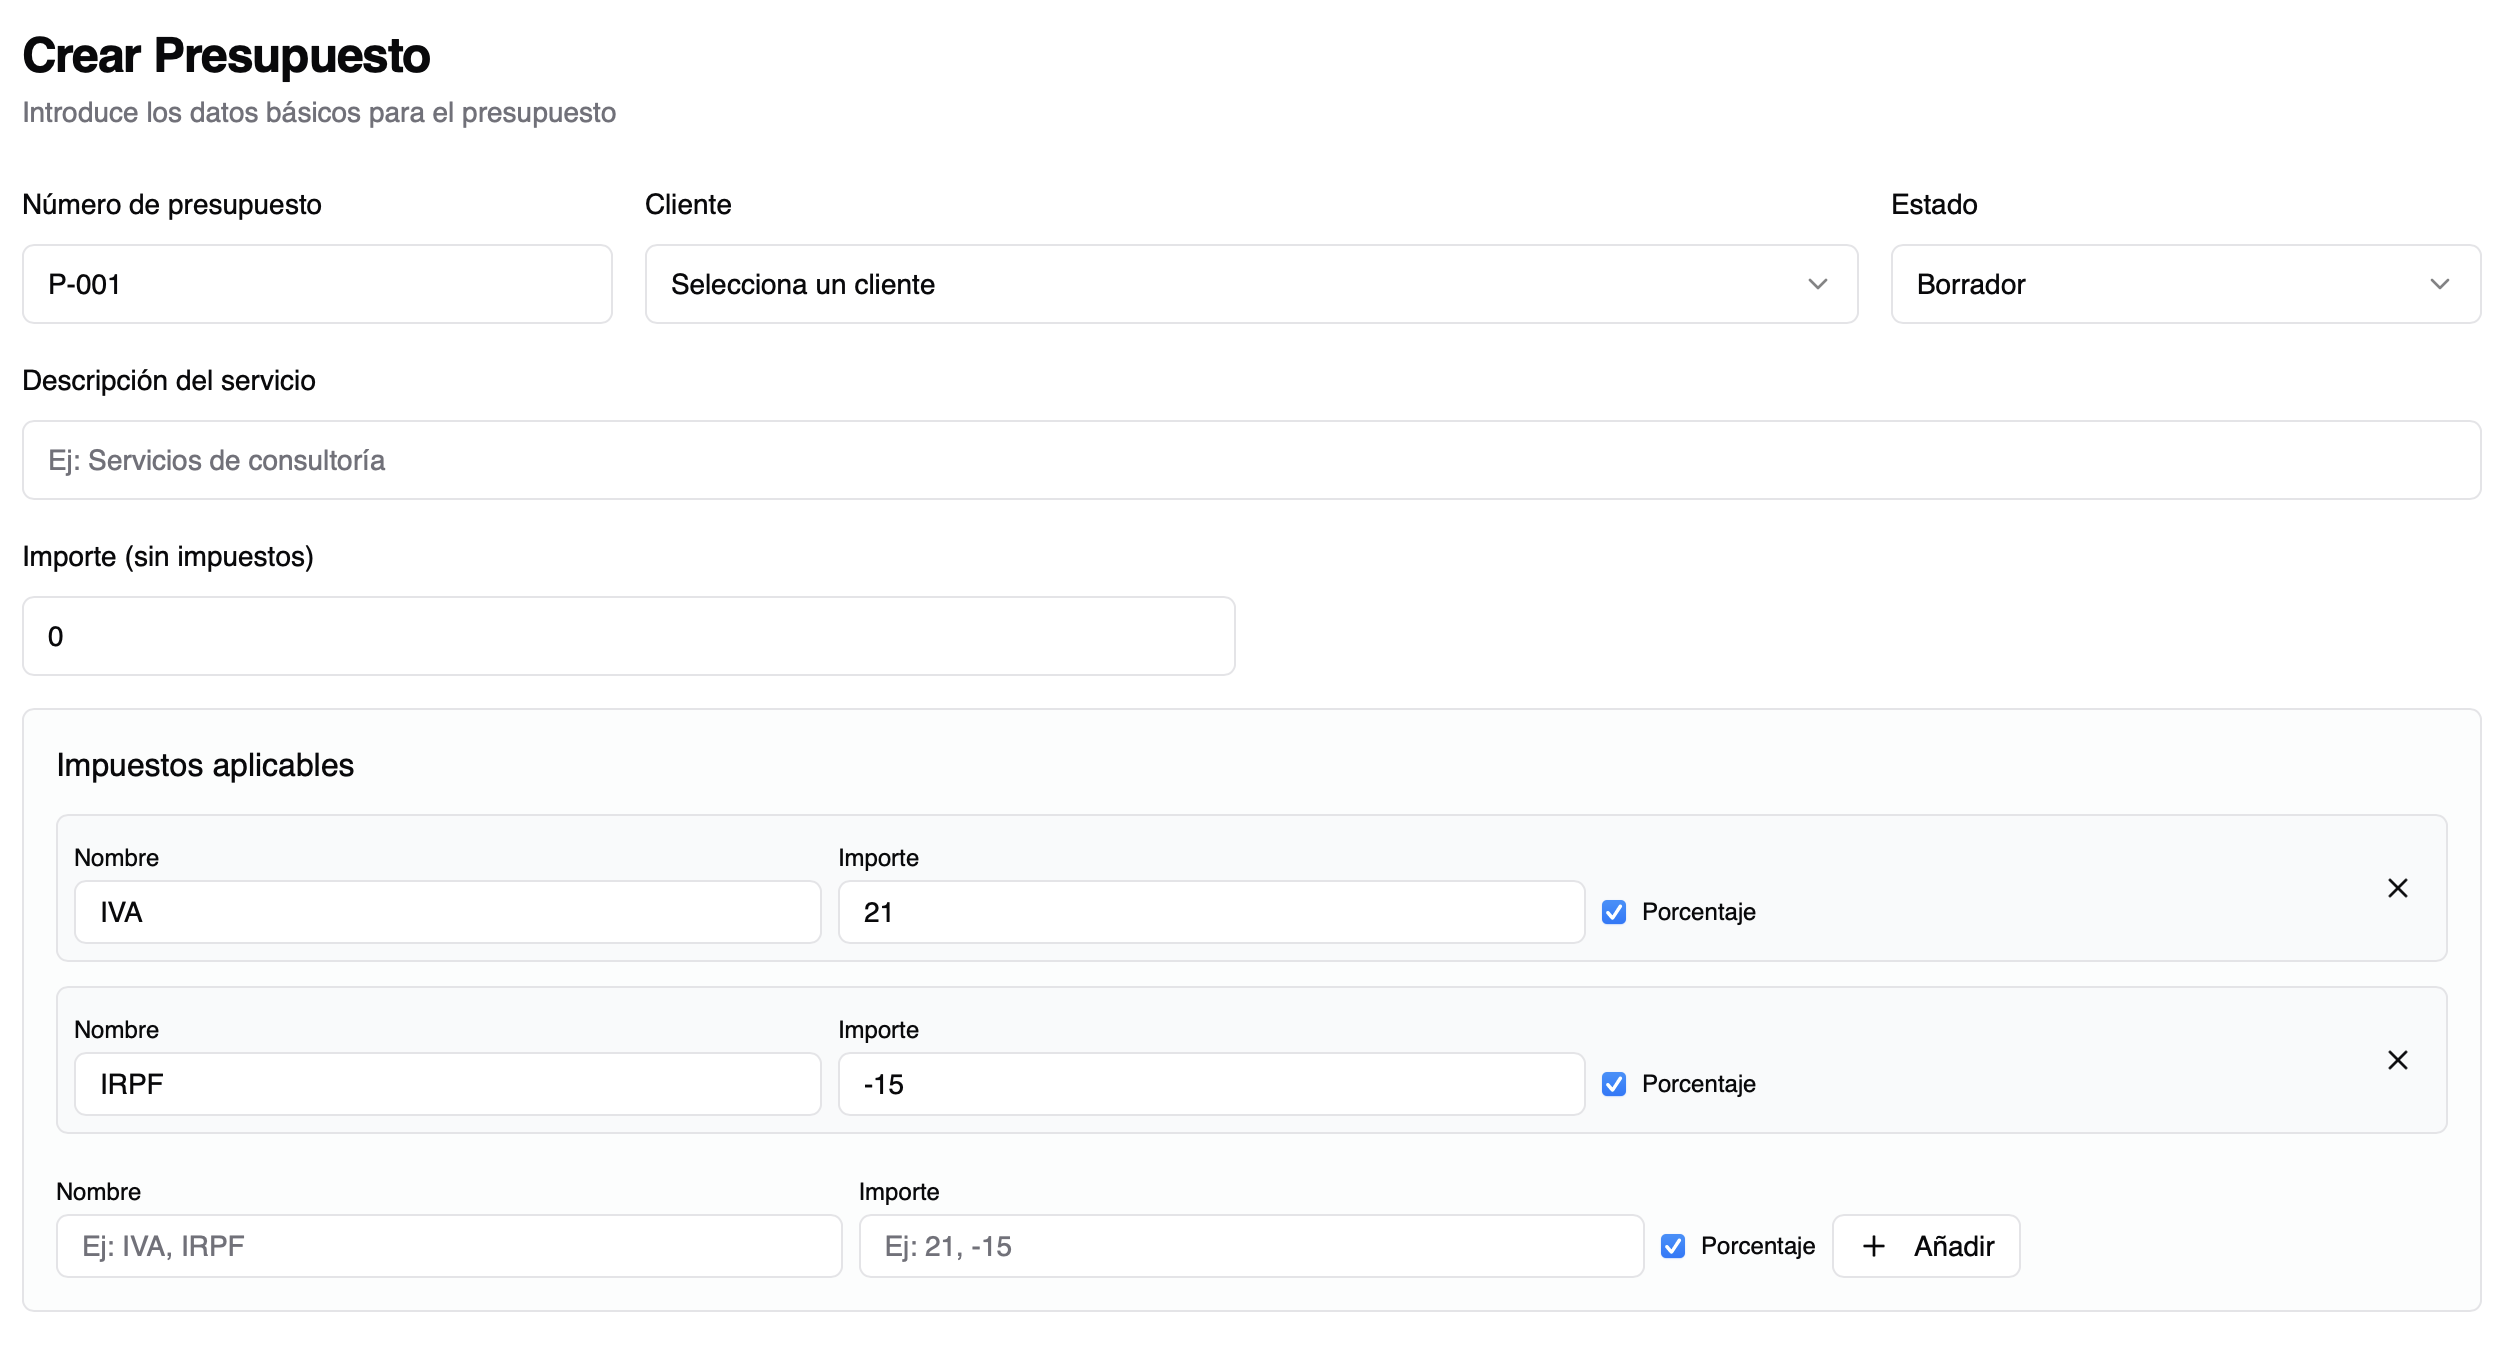 Crear Presupuesto
Introduce los datos básicos para el presupuesto
Número de presupuesto
Cliente
Estado
P-001
Selecciona un cliente
Borrador
Descripción del servicio
Ej: Servicios de consultoría
Importe (sin impuestos)
0
Impuestos aplicables
Nombre
Importe
IVA
21
Porcentaje
Nombre
Importe
IRPF
-15
Porcentaje
Nombre
Importe
Ej: IVA, IRPF
Ej: 21, -15
Porcentaje
Añadir